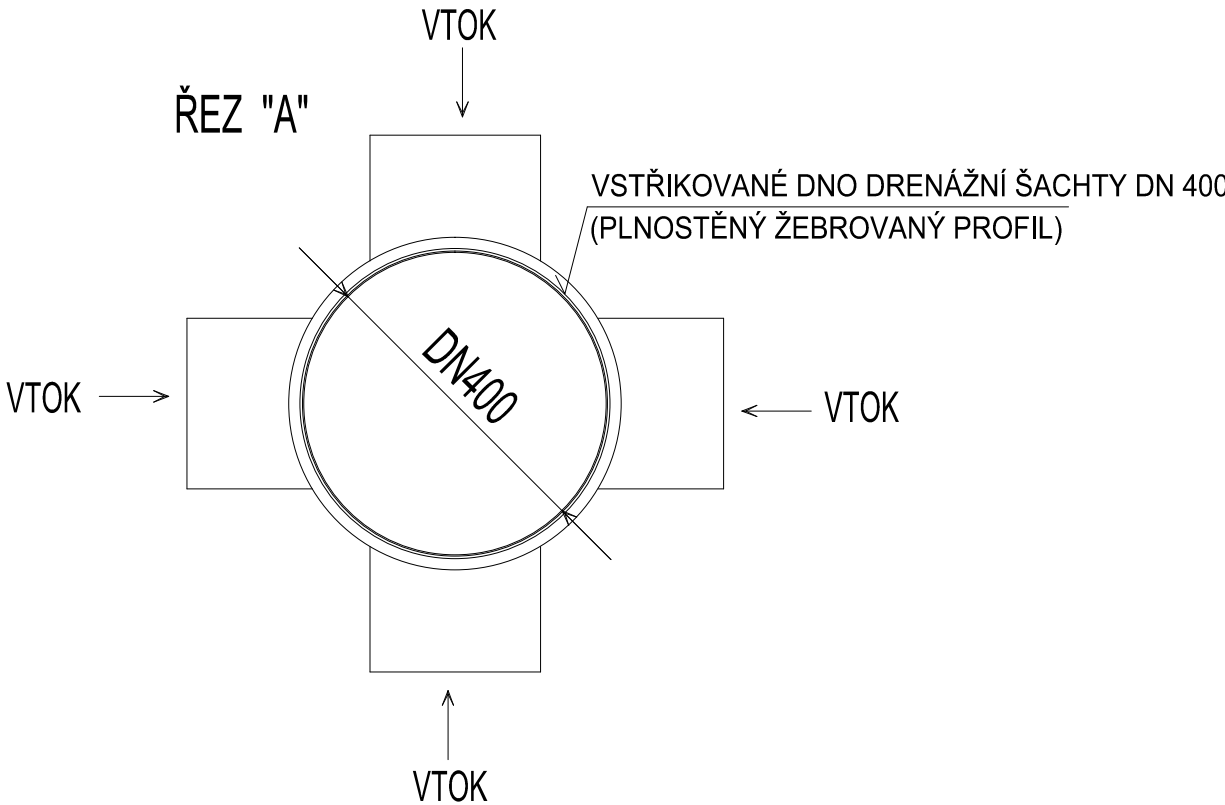 VTOK
ŘEZ "A"
VSTŘIKOVANÉ DNO DRENÁŽNÍ ŠACHTY DN 400
(PLNOSTĚNÝ ŽEBROVANÝ PROFIL)
DN400
VTOK
VTOK
VTOK